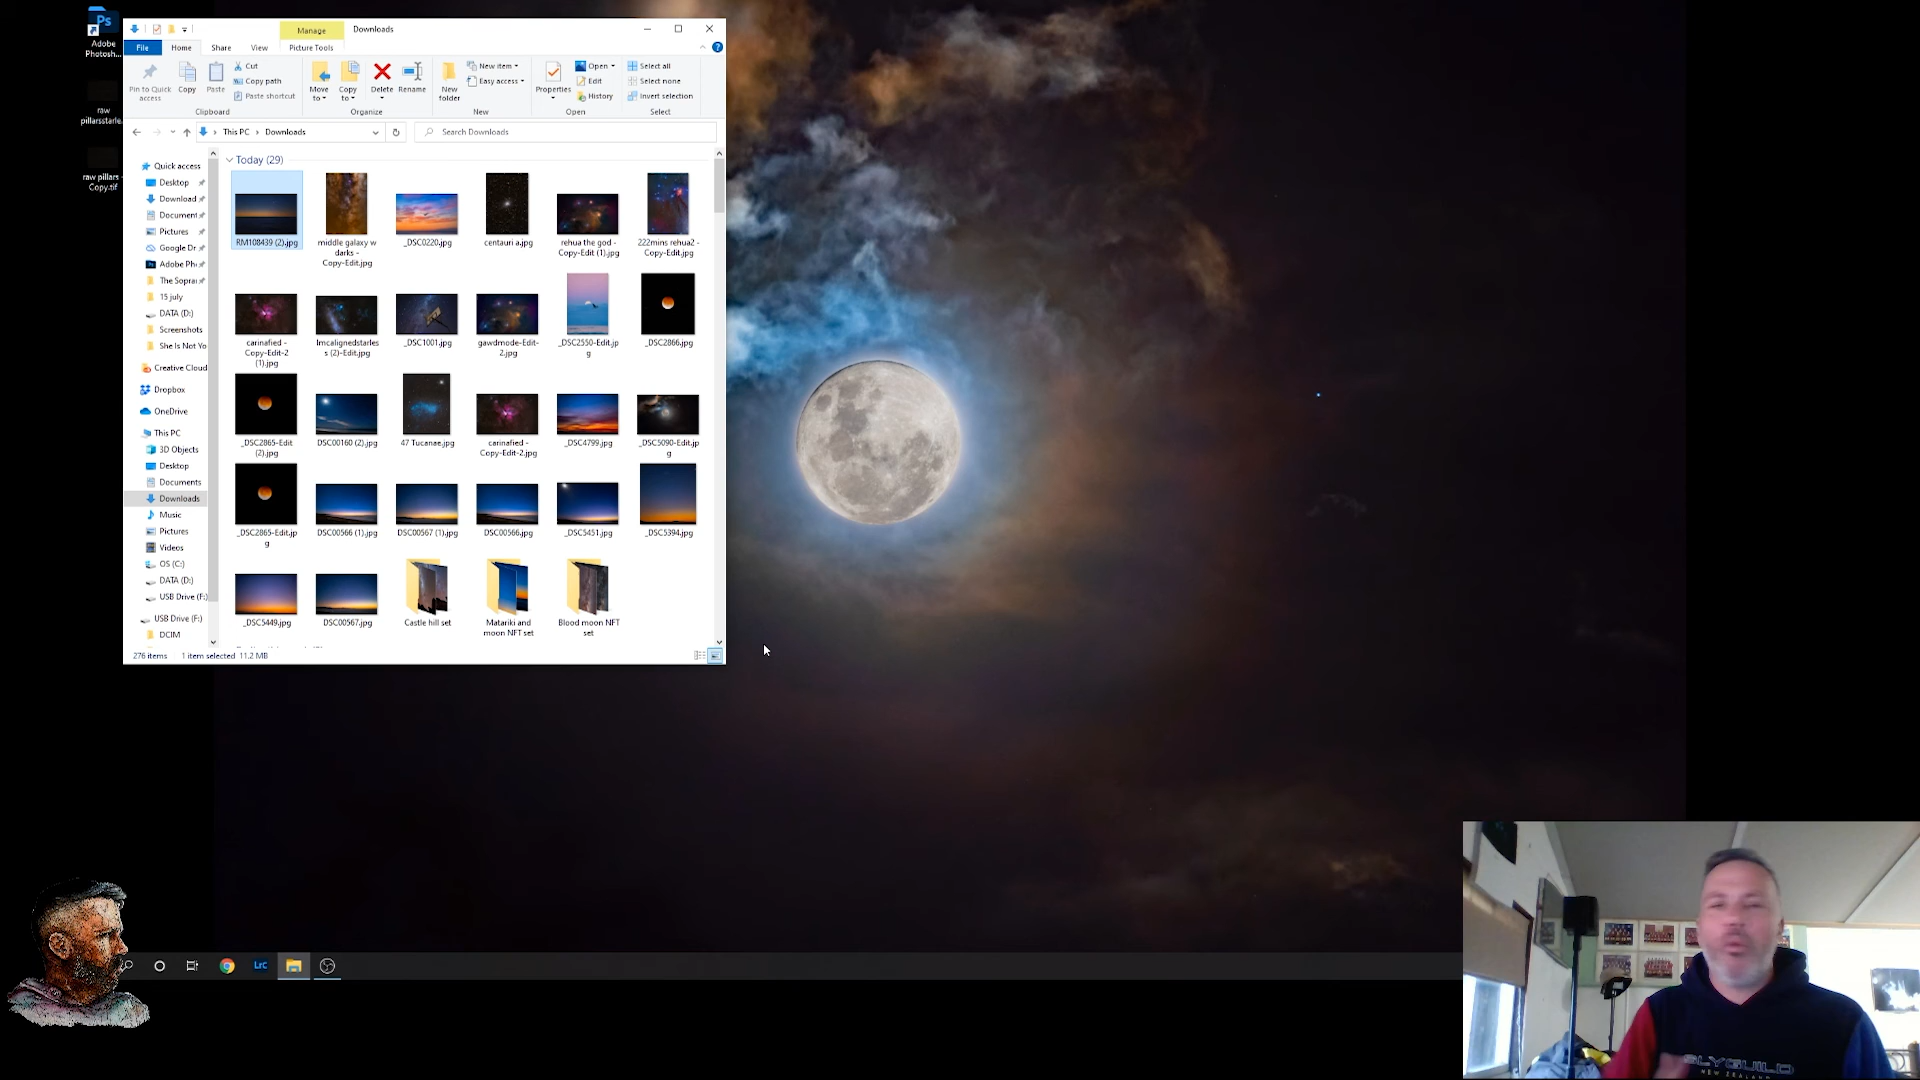 Ps
Adobe
Photosh...
raw
pillarsstarle...
raw pillars -
Copy.tif
Manage
Downloads
File
Home
Share
View
Picture Tools
Pin to Quick
access
Copy
Paste
Cut
Copy path
Paste shortcut
Clipboard
Move
to
Copy
to
Delete
Rename
Organize
New
folder
New item
Easy access
New
Properties
Open
Edit
History
Open
Select all
Select none
Invert selection
Select
This PC
Downloads
Search Downloads
Quick access
Desktop
Download
Document
Pictures
Google Dr
Adobe Ph
The Sopra
15 july
DATA (D:)
Screenshots
She Is Not Yo
Creative Cloud
Dropbox
OneDrive
This PC
3D Objects
Desktop
Documents
Downloads
Music
Pictures
Videos
OS (C:)
DATA (D:)
USB Drive (F:)
USB Drive (F:)
DCIM
Today (29)
RM108439 (2).jpg
middle galaxy w
darks -
Copy-Edit.jpg
_DSC0220.jpg
centauri a.jpg
rehua the god -
Copy-Edit (1).jpg
222mins rehua2 -
Copy-Edit.jpg
carinafied -
Copy-Edit-2
(1).jpg
lmcalignedstarles
s (2)-Edit.jpg
_DSC1001.jpg
gawdmode-Edit-
2.jpg
_DSC2550-Edit.jp
g
_DSC2866.jpg
_DSC2865-Edit
(2).jpg
DSC00160 (2).jpg
47 Tucanae.jpg
carinafied -
Copy-Edit-2.jpg
_DSC4799.jpg
_DSC5090-Edit.jp
g
_DSC2865-Edit.jp
g
DSC00566 (1).jpg
DSC00567 (1).jpg
DSC00566.jpg
_DSC5451.jpg
_DSC5394.jpg
_DSC5449.jpg
DSC00567.jpg
Castle hill set
Matariki and
moon NFT set
Blood moon NFT
set
276 items
1 item selected 11.2 MB
LrC
NEW ZEALAND